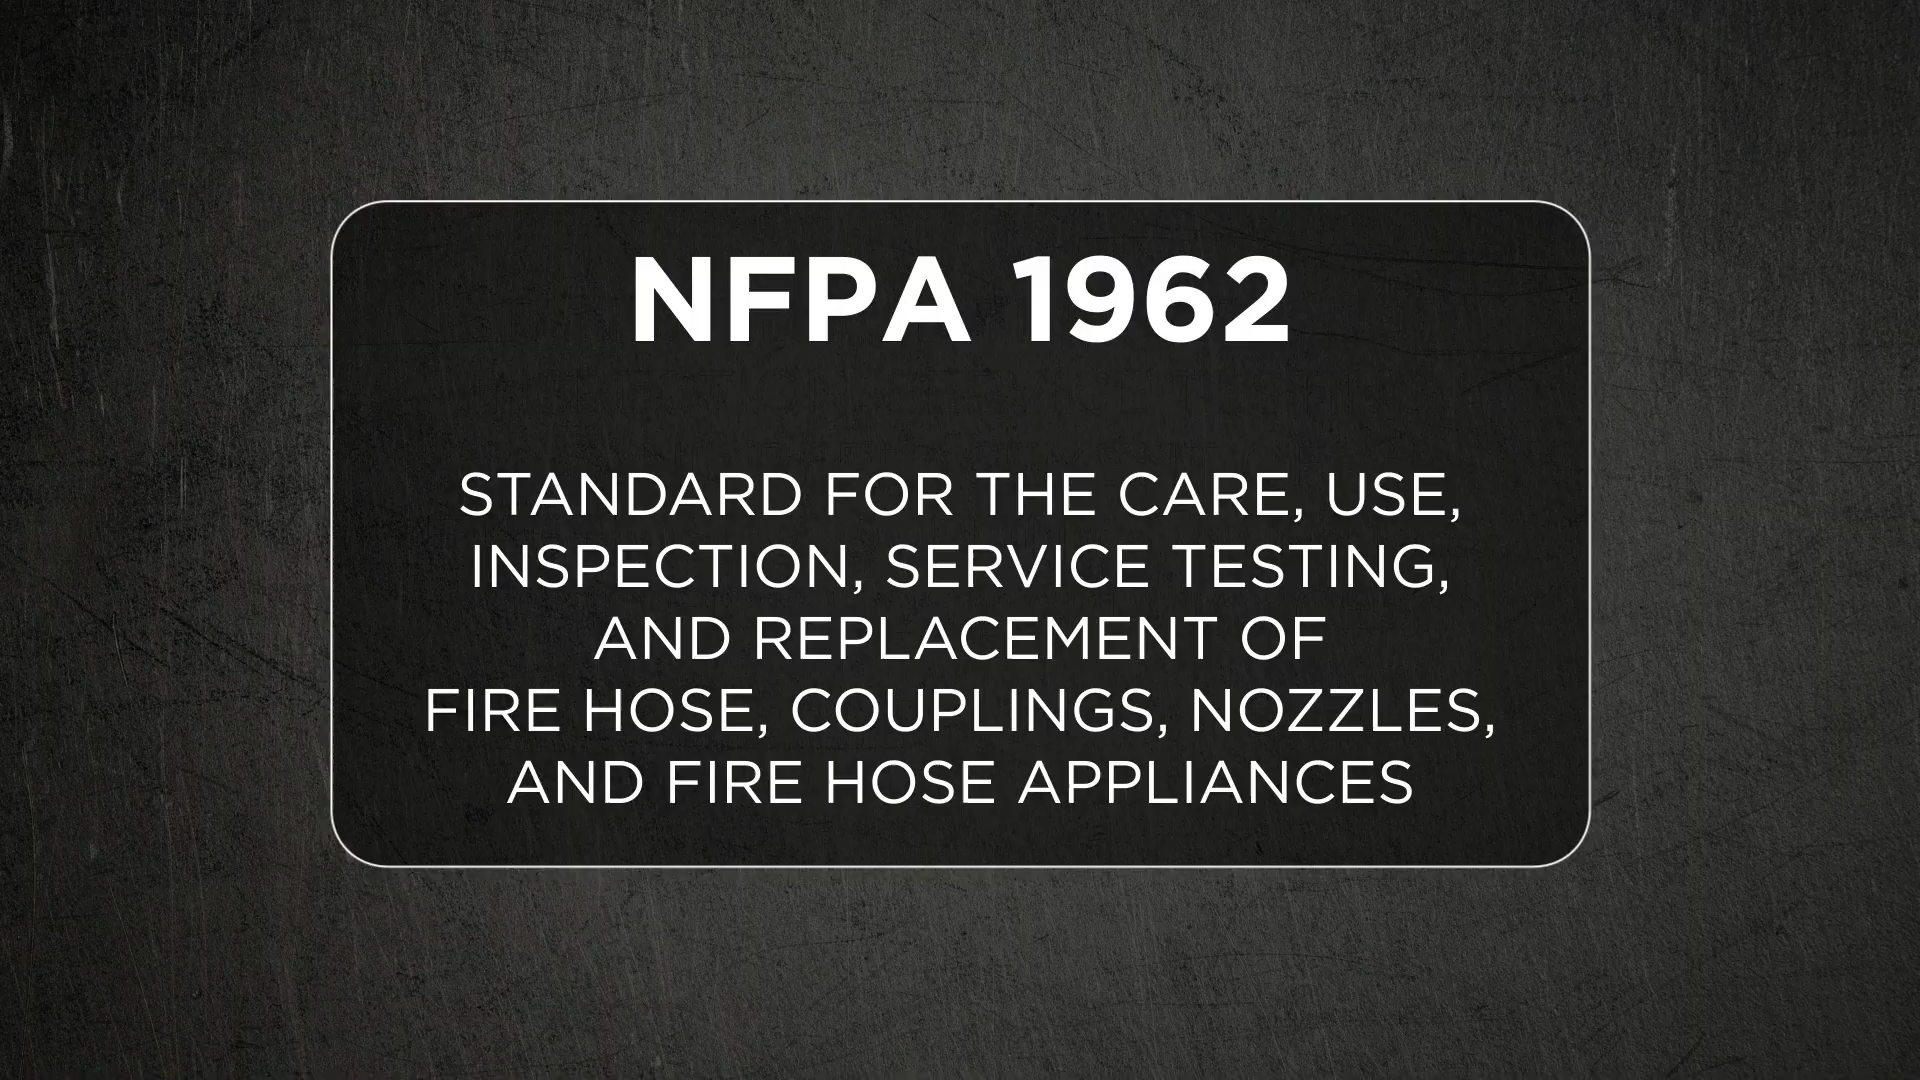 NFPA 1962
STANDARD FOR THE CARE, USE,
INSPECTION, SERVICE TESTING,
AND REPLACEMENT OF
FIRE HOSE, COUPLINGS, NOZZLES,
AND FIRE HOSE APPLIANCES